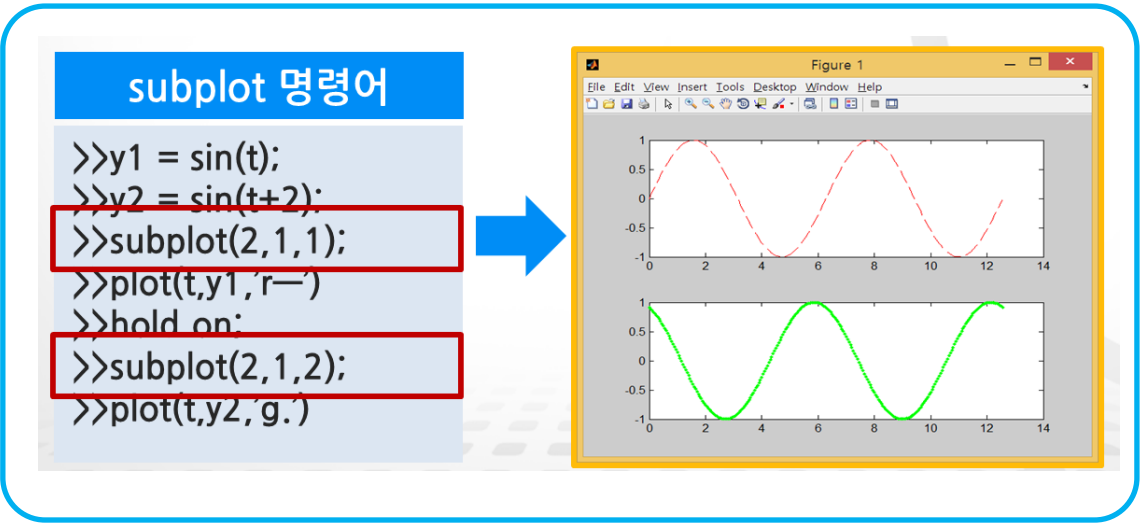 subplot 명령어
>>y1 = sin(t);
>>y2 = sin(t+2);
>>subplot(2,1,1);
>>plot(t,y1,'r—')
>>hold on;
>>subplot(2,1,2);
>>plot(t,y2,'g.')
Figure 1
File Edit View Insert Tools Desktop Window Help
1
0.5
0
-0.5
-1
0 2 4 6 8 10 12 14
1
0.5
0
-0.5
-1
0 2 4 6 8 10 12 14